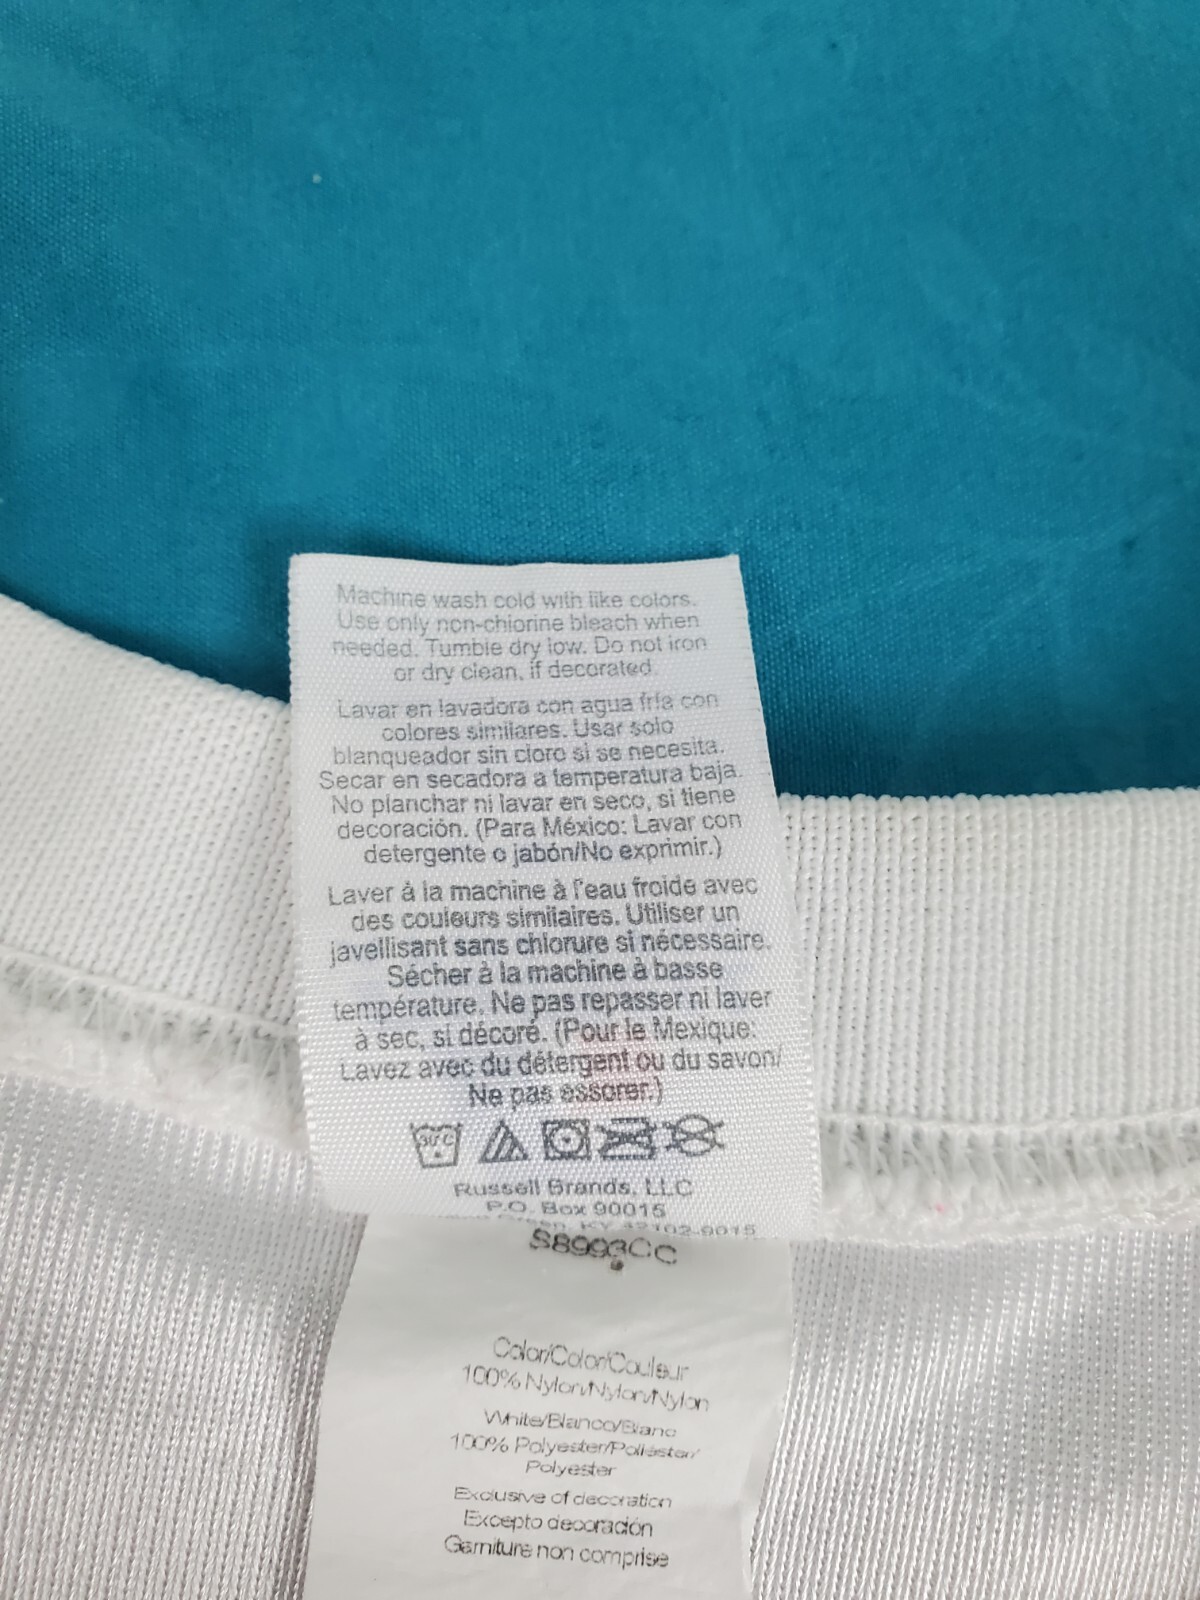 Machine wash cold with like colors.
Use only non-chlorine bleach when
needed. Tumble dry low. Do not iron
or dry clean, if decorated.
Lavar en lavadora con agua fría con
colores similares. Usar solo
blanqueador sin cloro si se necesita.
Secar en secadora a temperatura baja.
No planchar ni lavar en seco, si tiene
decoración. (Para México: Lavar con
detergente o jabón/No exprimir.)
Laver à la machine à l'eau froide avec
des couleurs similaires. Utiliser un
javellisant sans chlorure si nécessaire.
Sécher à la machine à basse
température. Ne pas repasser ni laver
à sec, si décoré. (Pour le Mexique:
Lavez avec du détergent ou du savon/
Ne pas essorer.)
30°C
Russell Brands, LLC
P.O. Box 90015
Green, KY 42102-9015
S8993CC
Color/Color/Couleur
100% Nylon/Nylon/Nylon
White/Blanco/Blanc
100% Polyester/Poliéster/
Polyester
Exclusive of decoration
Excepto decoración
Garniture non comprise